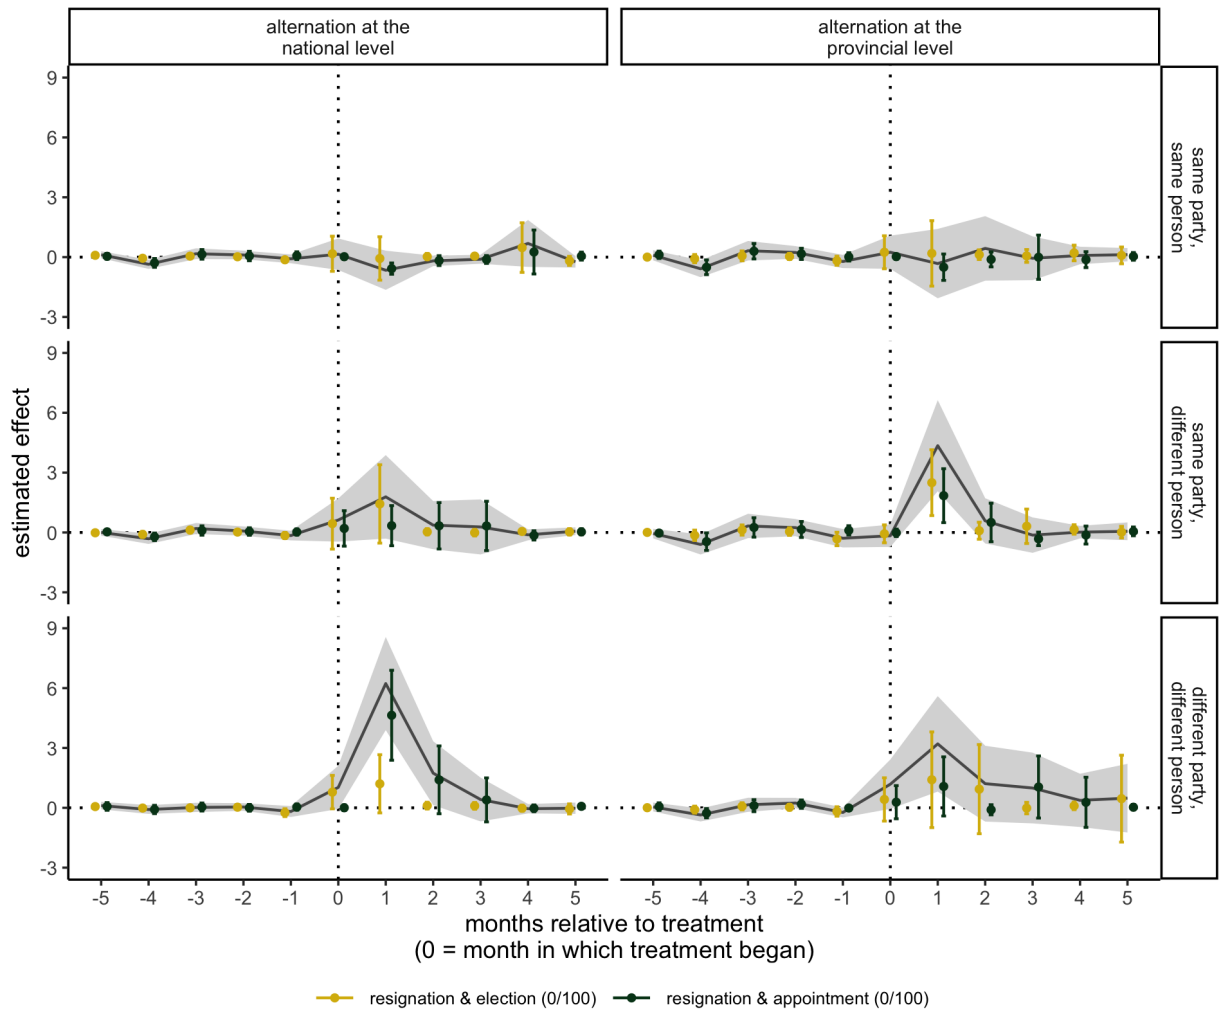 alternation at the
national level
alternation at the
provincial level
9
6
3
0
-3
same party,
same person
9
6
3
0
-3
same party,
different person
9
6
3
0
-3
different party,
different person
estimated effect
-5 -4 -3 -2 -1 0 1 2 3 4 5
-5 -4 -3 -2 -1 0 1 2 3 4 5
months relative to treatment
(0 = month in which treatment began)
resignation & election (0/100)
resignation & appointment (0/100)